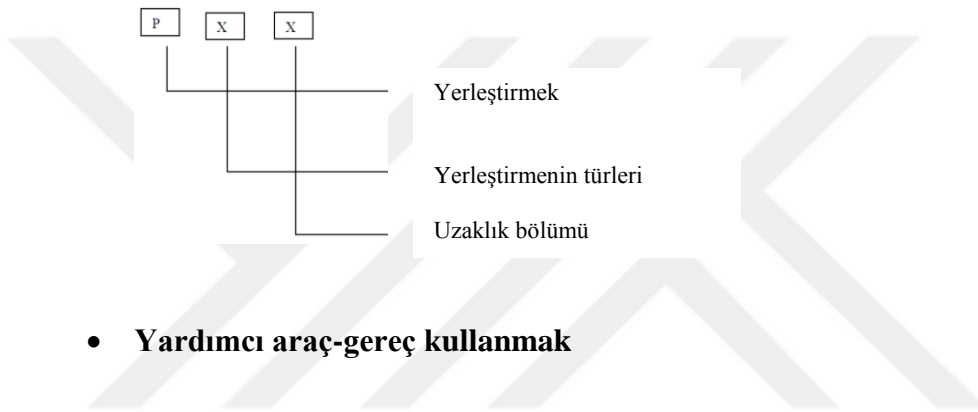 P X X
Yerleştirmek
Yerleştirmenin türleri
Uzaklık bölümü
• Yardımcı araç-gereç kullanmak